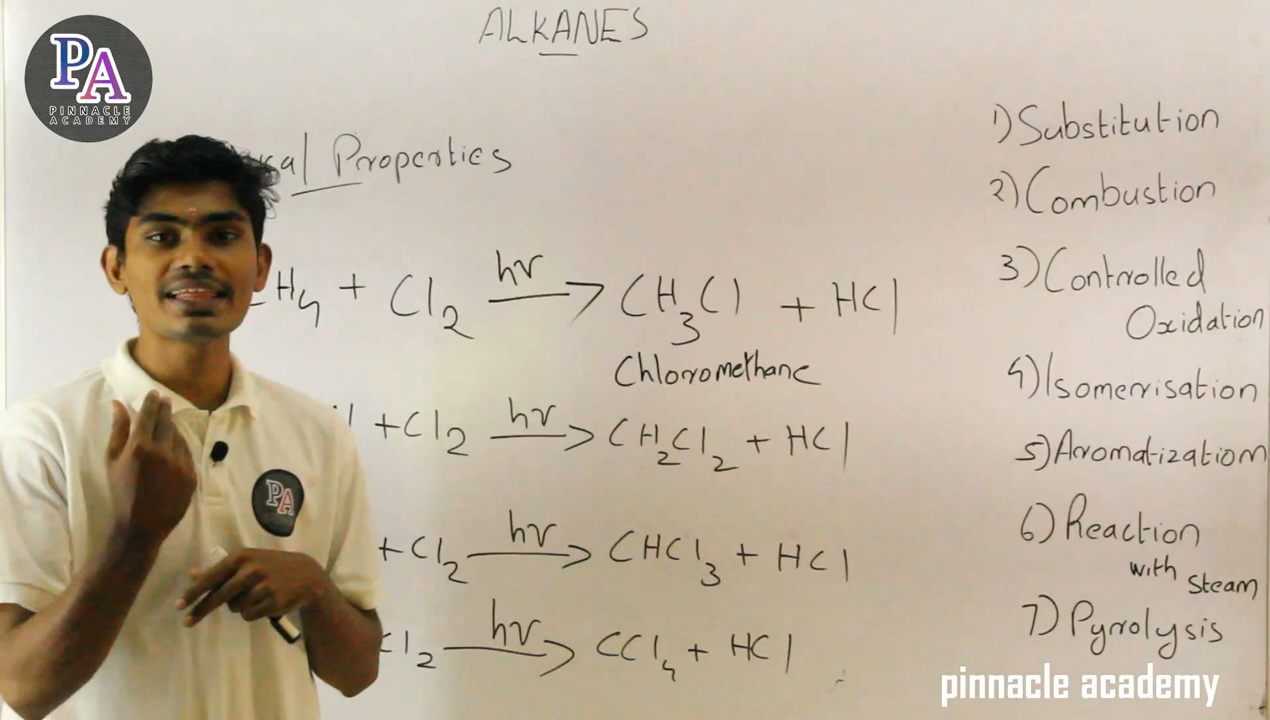 ALKANES
PA
PINNACLE
ACADEMY
Properties
1) Substitution
2) Combustion
3) Controlled
Oxidation
4) Isomerisation
5) Aromatization
6) Reaction
with Steam
7) Pyrolysis
H4 + Cl2 hν → CH3Cl + HCl
Chloromethane
+Cl2 hν → CH2Cl2 + HCl
+Cl2 hν → CHCl3 + HCl
Cl2 hν → CCl4 + HCl
PA
pinnacle academy